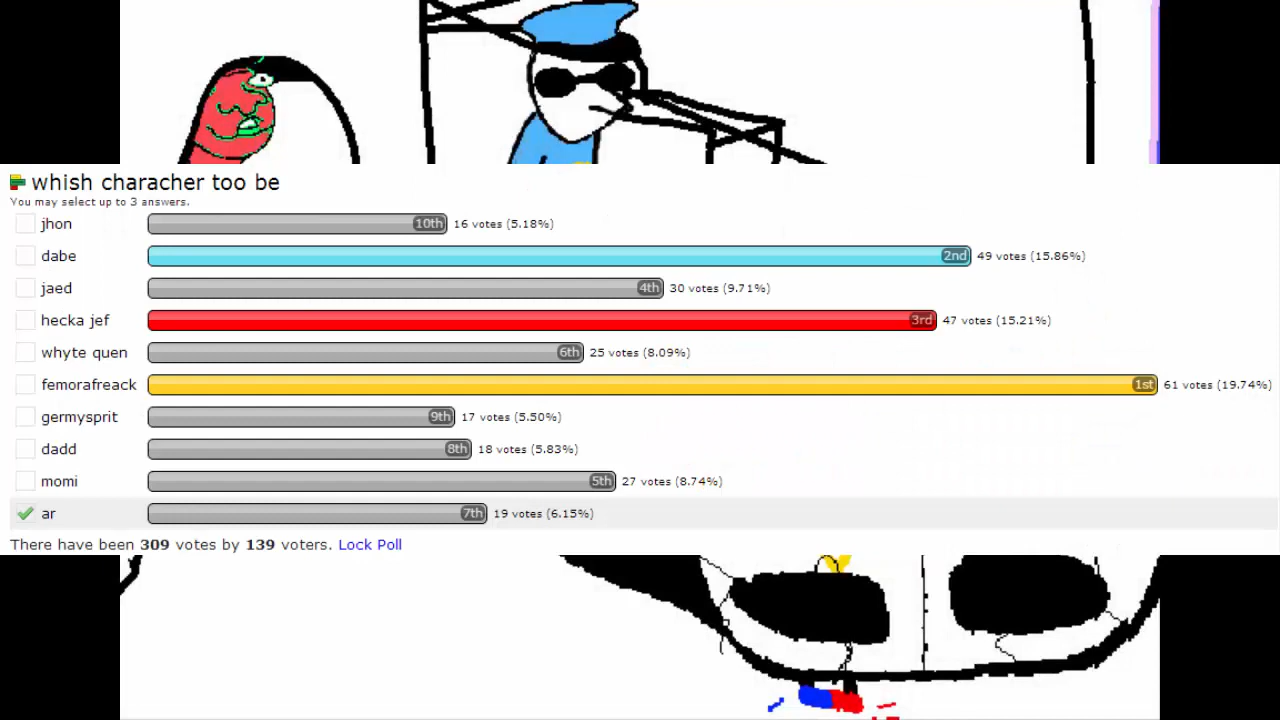 whish characher too be
You may select up to 3 answers.
jhon 10th 16 votes (5.18%)
dabe 2nd 49 votes (15.86%)
jaed 4th 30 votes (9.71%)
hecka jef 3rd 47 votes (15.21%)
whyte quen 6th 25 votes (8.09%)
femorafreack 1st 61 votes (19.74%)
germysprit 9th 17 votes (5.50%)
dadd 8th 18 votes (5.83%)
momi 5th 27 votes (8.74%)
ar 7th 19 votes (6.15%)
There have been 309 votes by 139 voters. Lock Poll